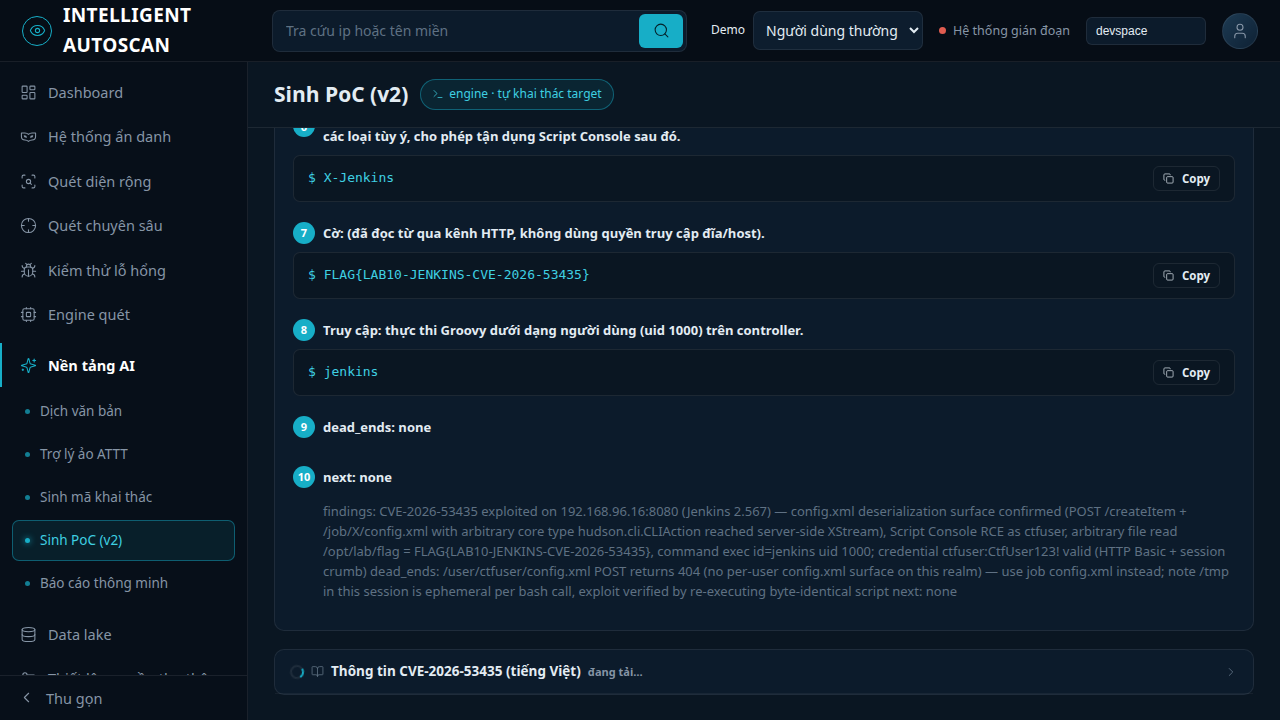 INTELLIGENT
AUTOSCAN
Tra cứu ip hoặc tên miền
Demo
Người dùng thường
Hệ thống gián đoạn
devspace
Dashboard
Hệ thống ẩn danh
Quét diện rộng
Quét chuyên sâu
Kiểm thử lỗ hổng
Engine quét
Nền tảng AI
Dịch văn bản
Trợ lý ảo ATTT
Sinh mã khai thác
Sinh PoC (v2)
Báo cáo thông minh
Data lake
Thu gọn
Sinh PoC (v2)
engine · tự khai thác target
các loại tùy ý, cho phép tận dụng Script Console sau đó.
$ X-Jenkins
Copy
7 Cờ: (đã đọc từ qua kênh HTTP, không dùng quyền truy cập đĩa/host).
$ FLAG{LAB10-JENKINS-CVE-2026-53435}
Copy
8 Truy cập: thực thi Groovy dưới dạng người dùng (uid 1000) trên controller.
$ jenkins
Copy
9 dead_ends: none
10 next: none
findings: CVE-2026-53435 exploited on 192.168.96.16:8080 (Jenkins 2.567) — config.xml deserialization surface confirmed (POST /createItem +
/job/X/config.xml with arbitrary core type hudson.cli.CLIAction reached server-side XStream), Script Console RCE as ctfuser, arbitrary file read
/opt/lab/flag = FLAG{LAB10-JENKINS-CVE-2026-53435}, command exec id=jenkins uid 1000; credential ctfuser:CtfUser123! valid (HTTP Basic + session
crumb) dead_ends: /user/ctfuser/config.xml POST returns 404 (no per-user config.xml surface on this realm) — use job config.xml instead; note /tmp
in this session is ephemeral per bash call, exploit verified by re-executing byte-identical script next: none
Thông tin CVE-2026-53435 (tiếng Việt) đang tải...